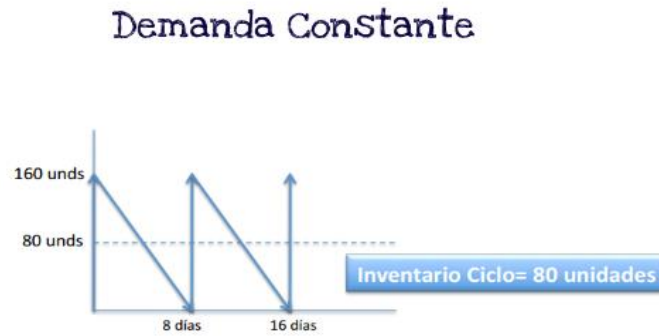 Demanda Constante
160 unds
80 unds
Inventario Ciclo= 80 unidades
8 días
16 días